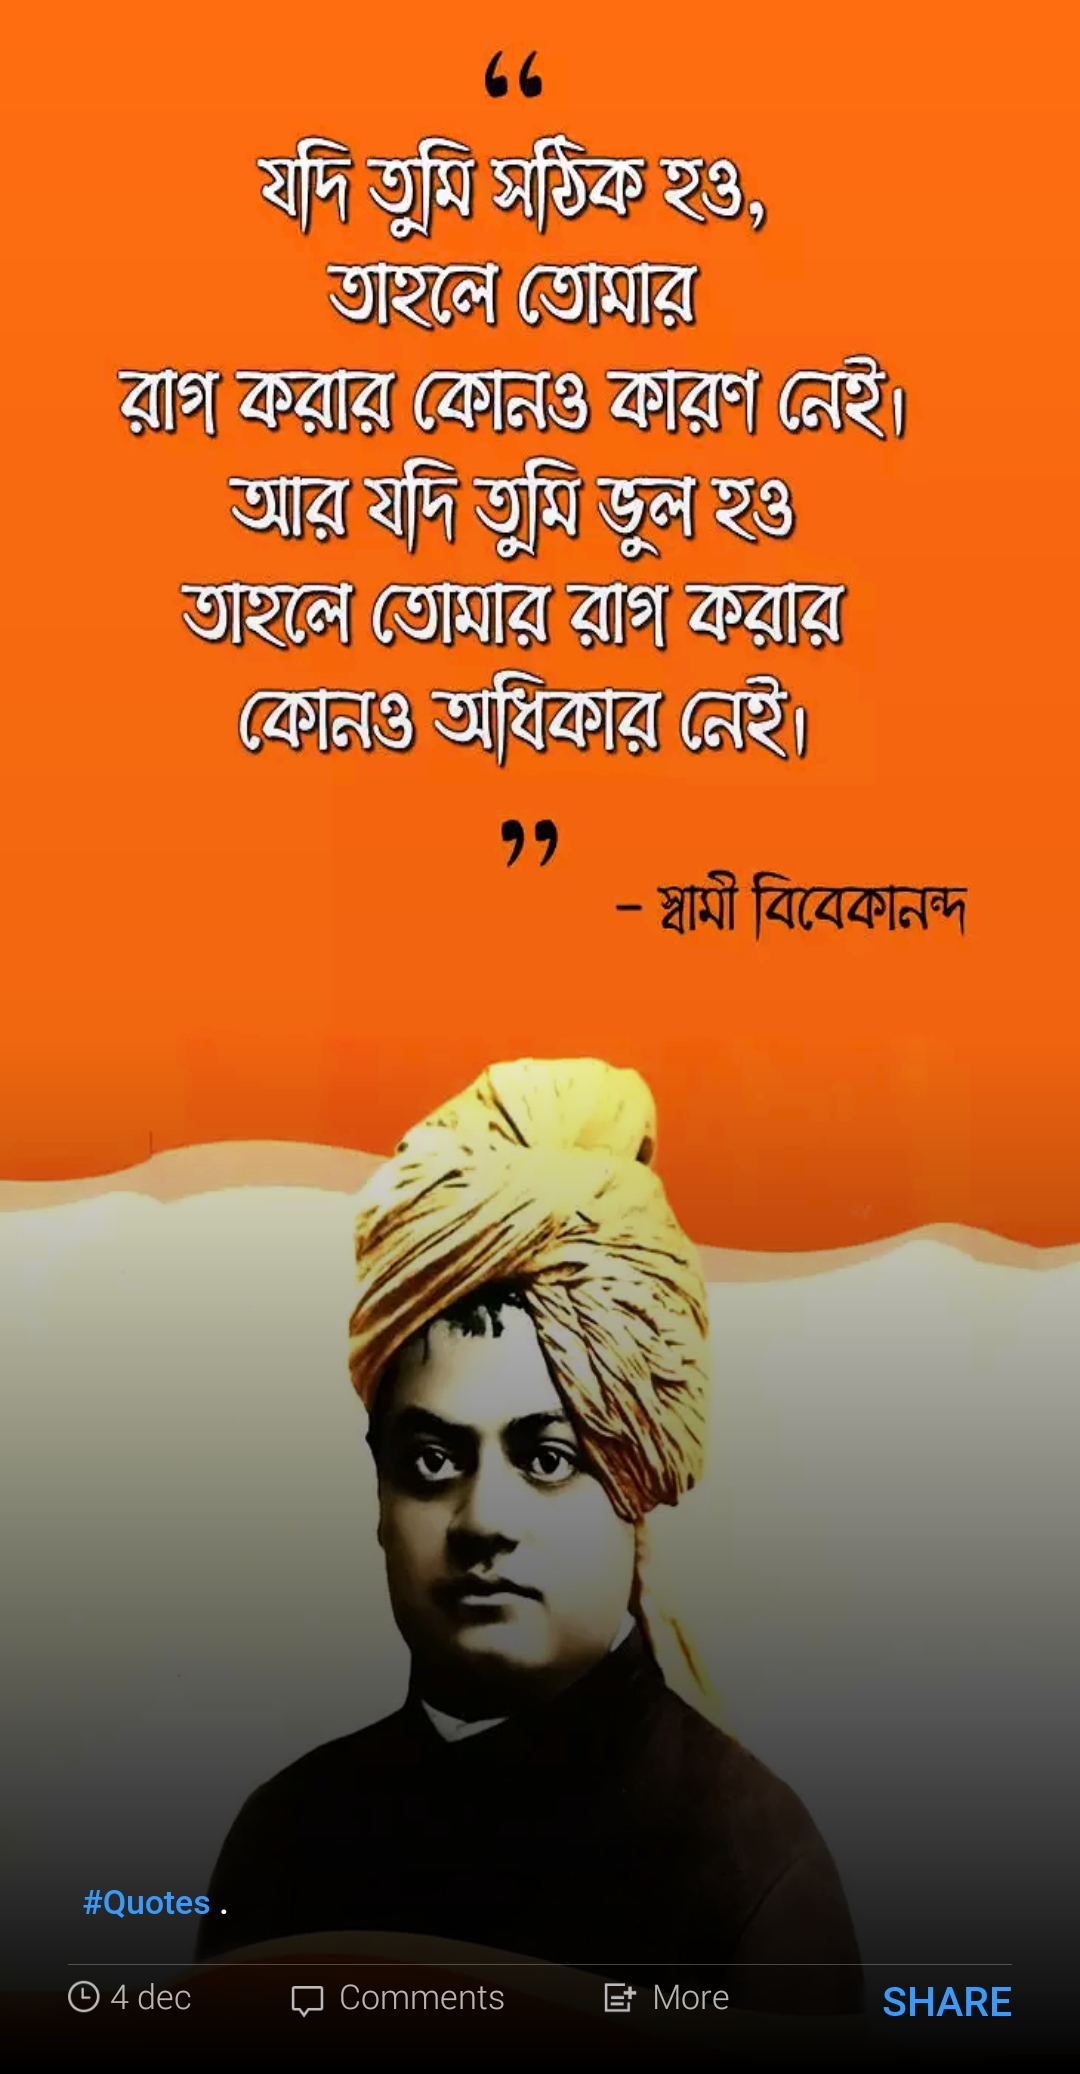 “
যদি তুমি সঠিক হও,
তাহলে তোমার
রাগ করার কোনও কারণ নেই।
আর যদি তুমি ভুল হও
তাহলে তোমার রাগ করার
কোনও অধিকার নেই।
”
– স্বামী বিবেকানন্দ
#Quotes .
4 dec Comments More SHARE